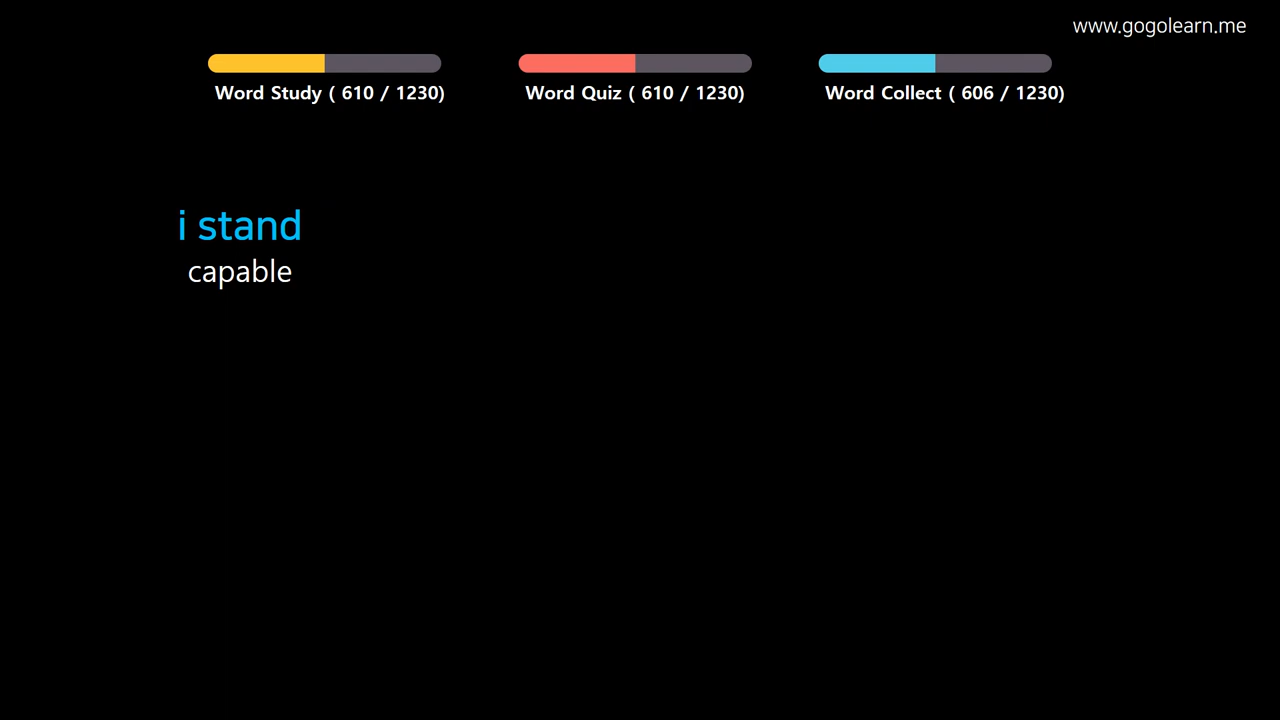 www.gogolearn.me
Word Study ( 610 / 1230)
Word Quiz ( 610 / 1230)
Word Collect ( 606 / 1230)
i stand
capable